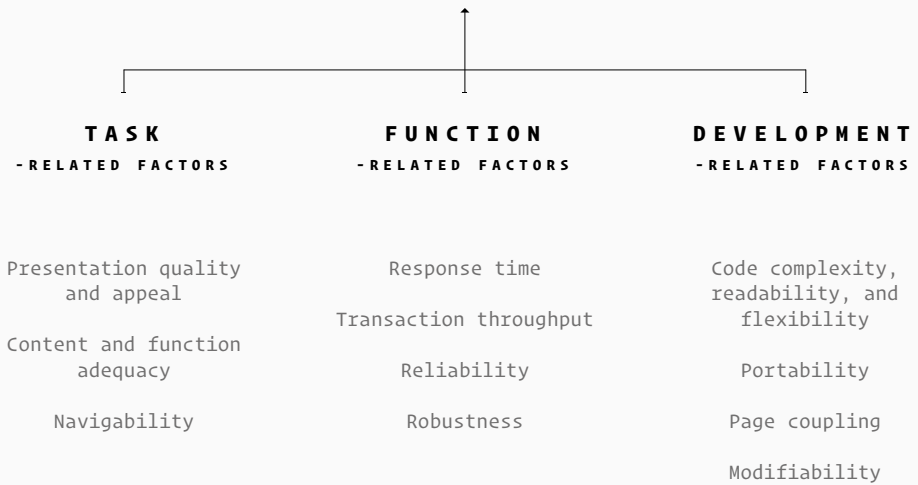 TASK
-RELATED FACTORS
Presentation quality
and appeal
Content and function
adequacy
Navigability
FUNCTION
-RELATED FACTORS
Response time
Transaction throughput
Reliability
Robustness
DEVELOPMENT
-RELATED FACTORS
Code complexity,
readability, and
flexibility
Portability
Page coupling
Modifiability